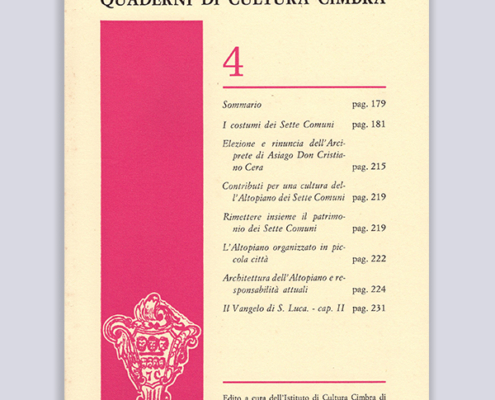 QUADERNI DI CULTURA CIMBRA
4
Sommario pag. 179
I costumi dei Sette Comuni pag. 181
Elezione e rinuncia dell'Arci-
prete di Asiago Don Cristia-
no Cera pag. 215
Contributi per una cultura del-
l'Altopiano dei Sette Comuni pag. 219
Rimettere insieme il patrimo-
nio dei Sette Comuni pag. 219
L'Altopiano organizzato in pic-
cola città pag. 222
Architettura dell'Altopiano e re-
sponsabilità attuali pag. 224
Il Vangelo di S. Luca. - cap. II pag. 231
Edito a cura dell'Istituto di Cultura Cimbra di